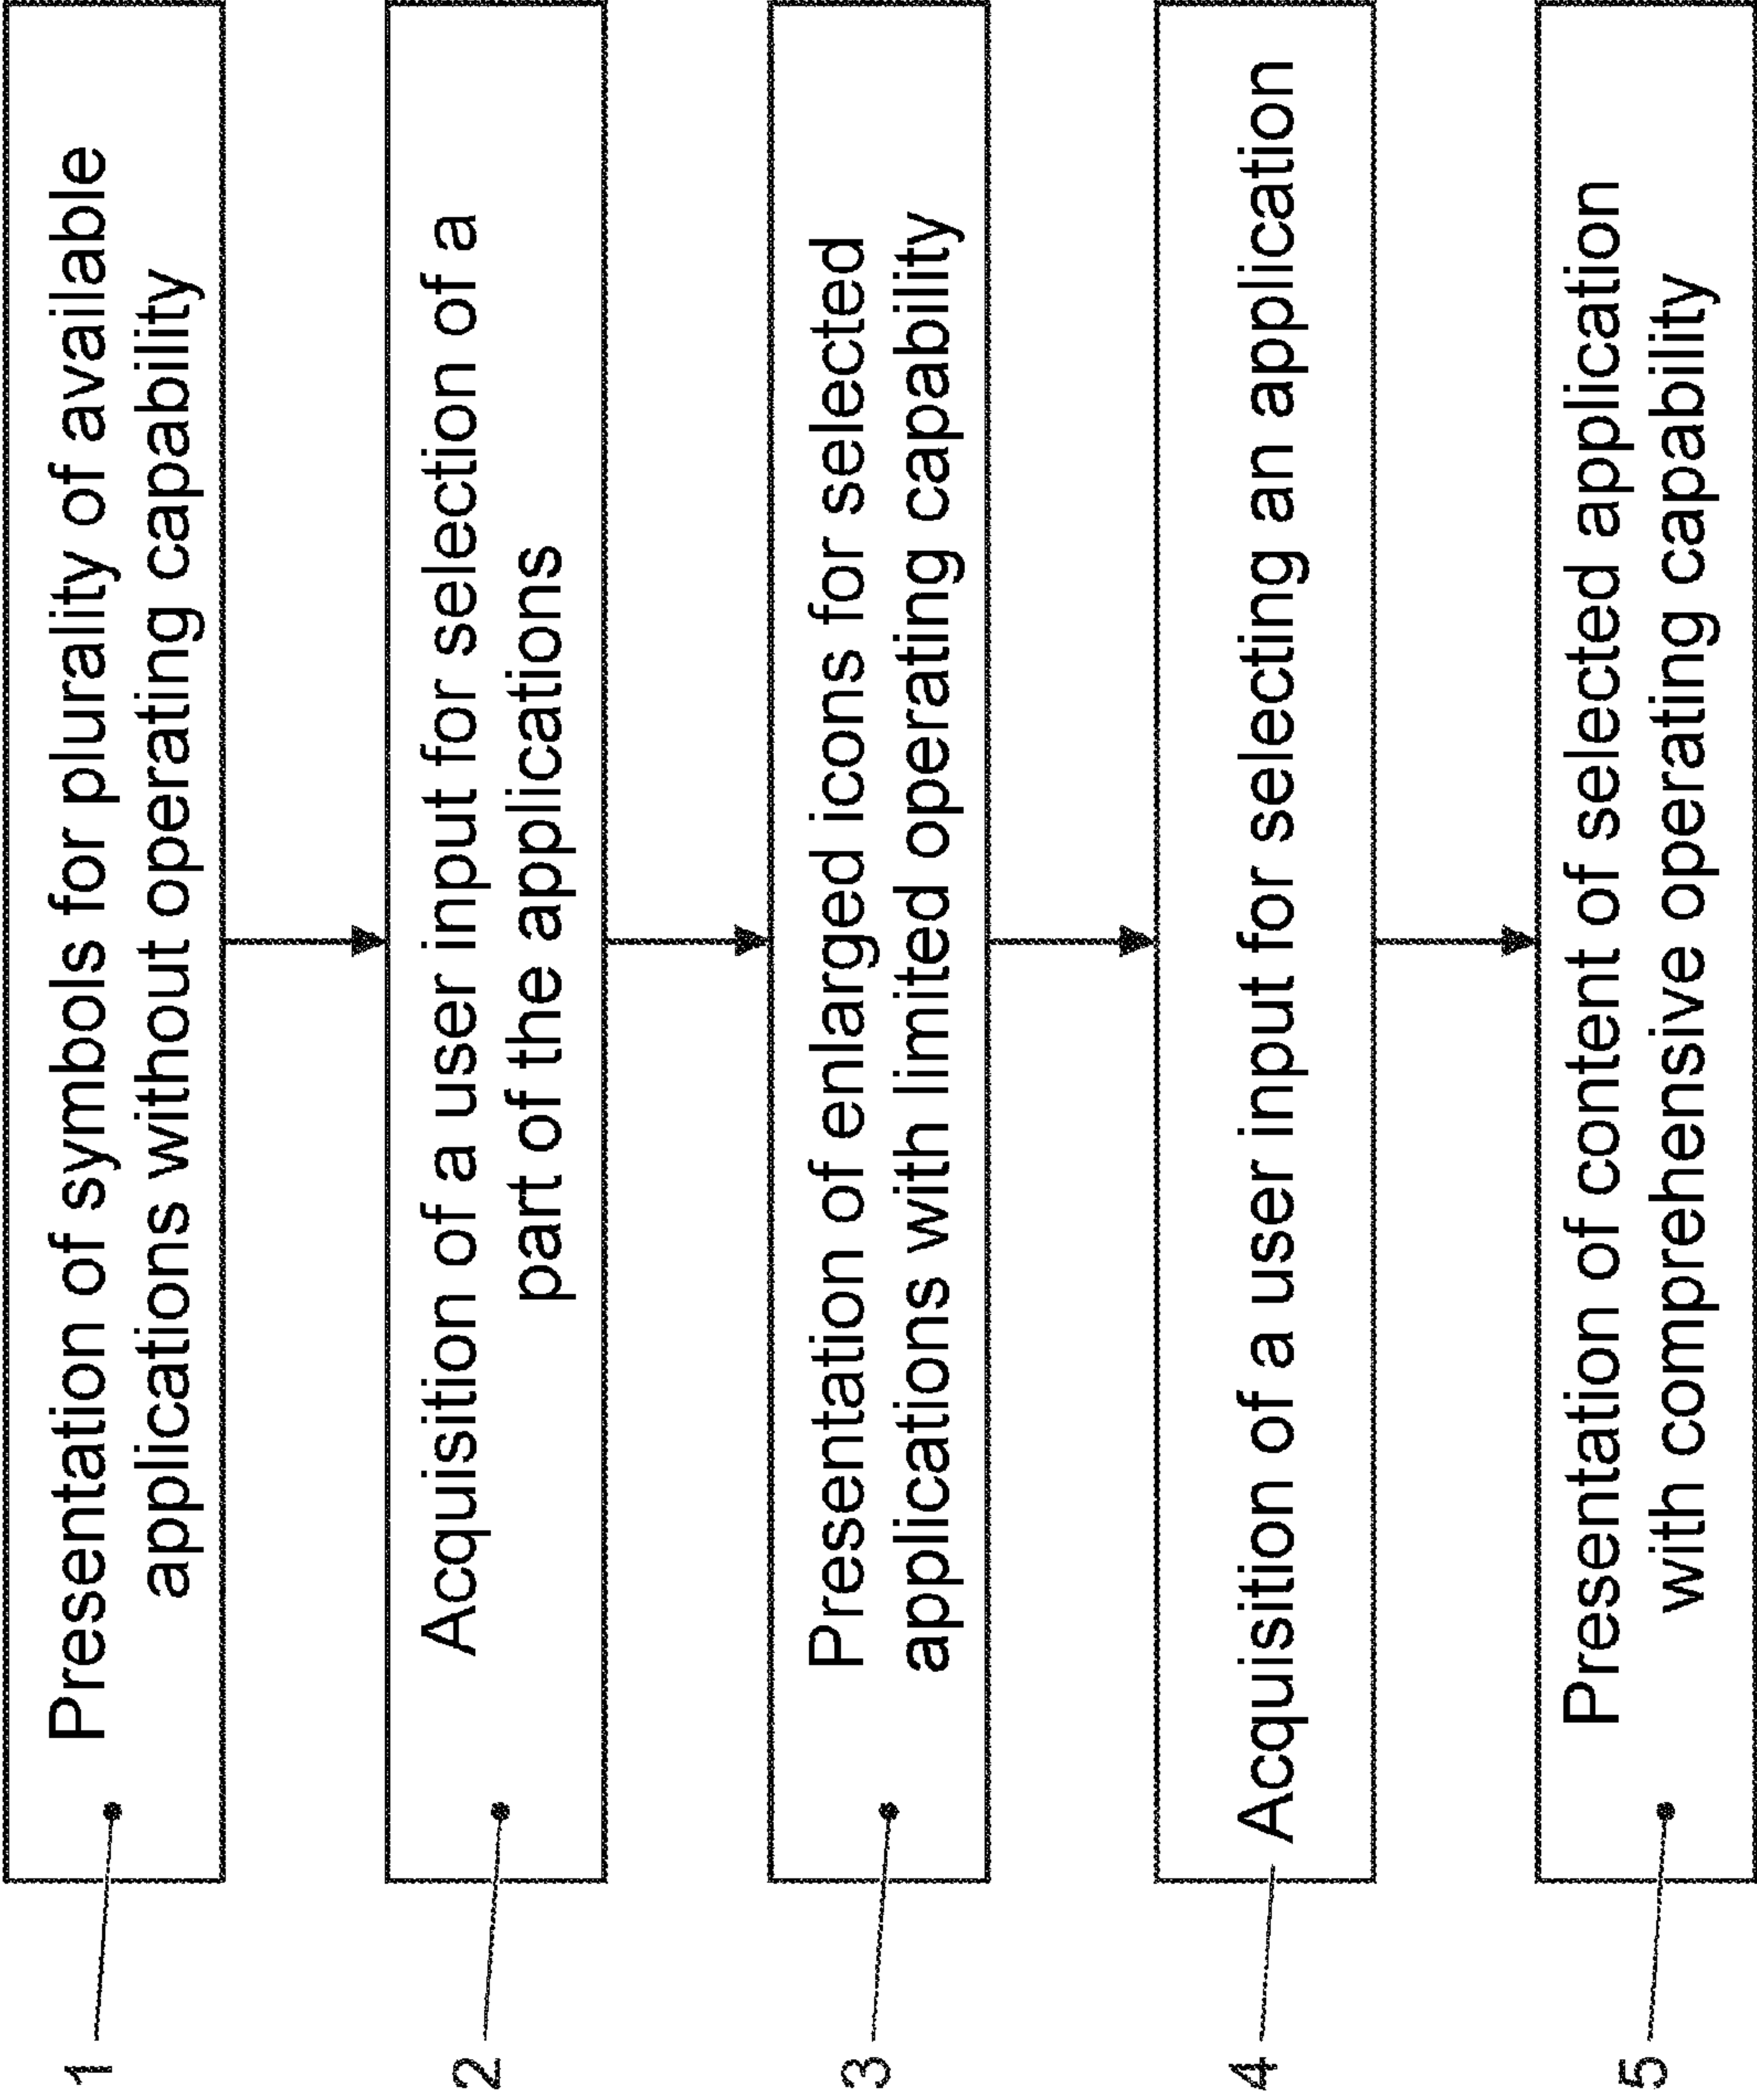 1
Presentation of symbols for plurality of available
applications without operating capability
2
Acquisition of a user input for selection of a
part of the applications
3
Presentation of enlarged icons for selected
applications with limited operating capability
4
Acquisition of a user input for selecting an application
5
Presentation of content of selected application
with comprehensive operating capability